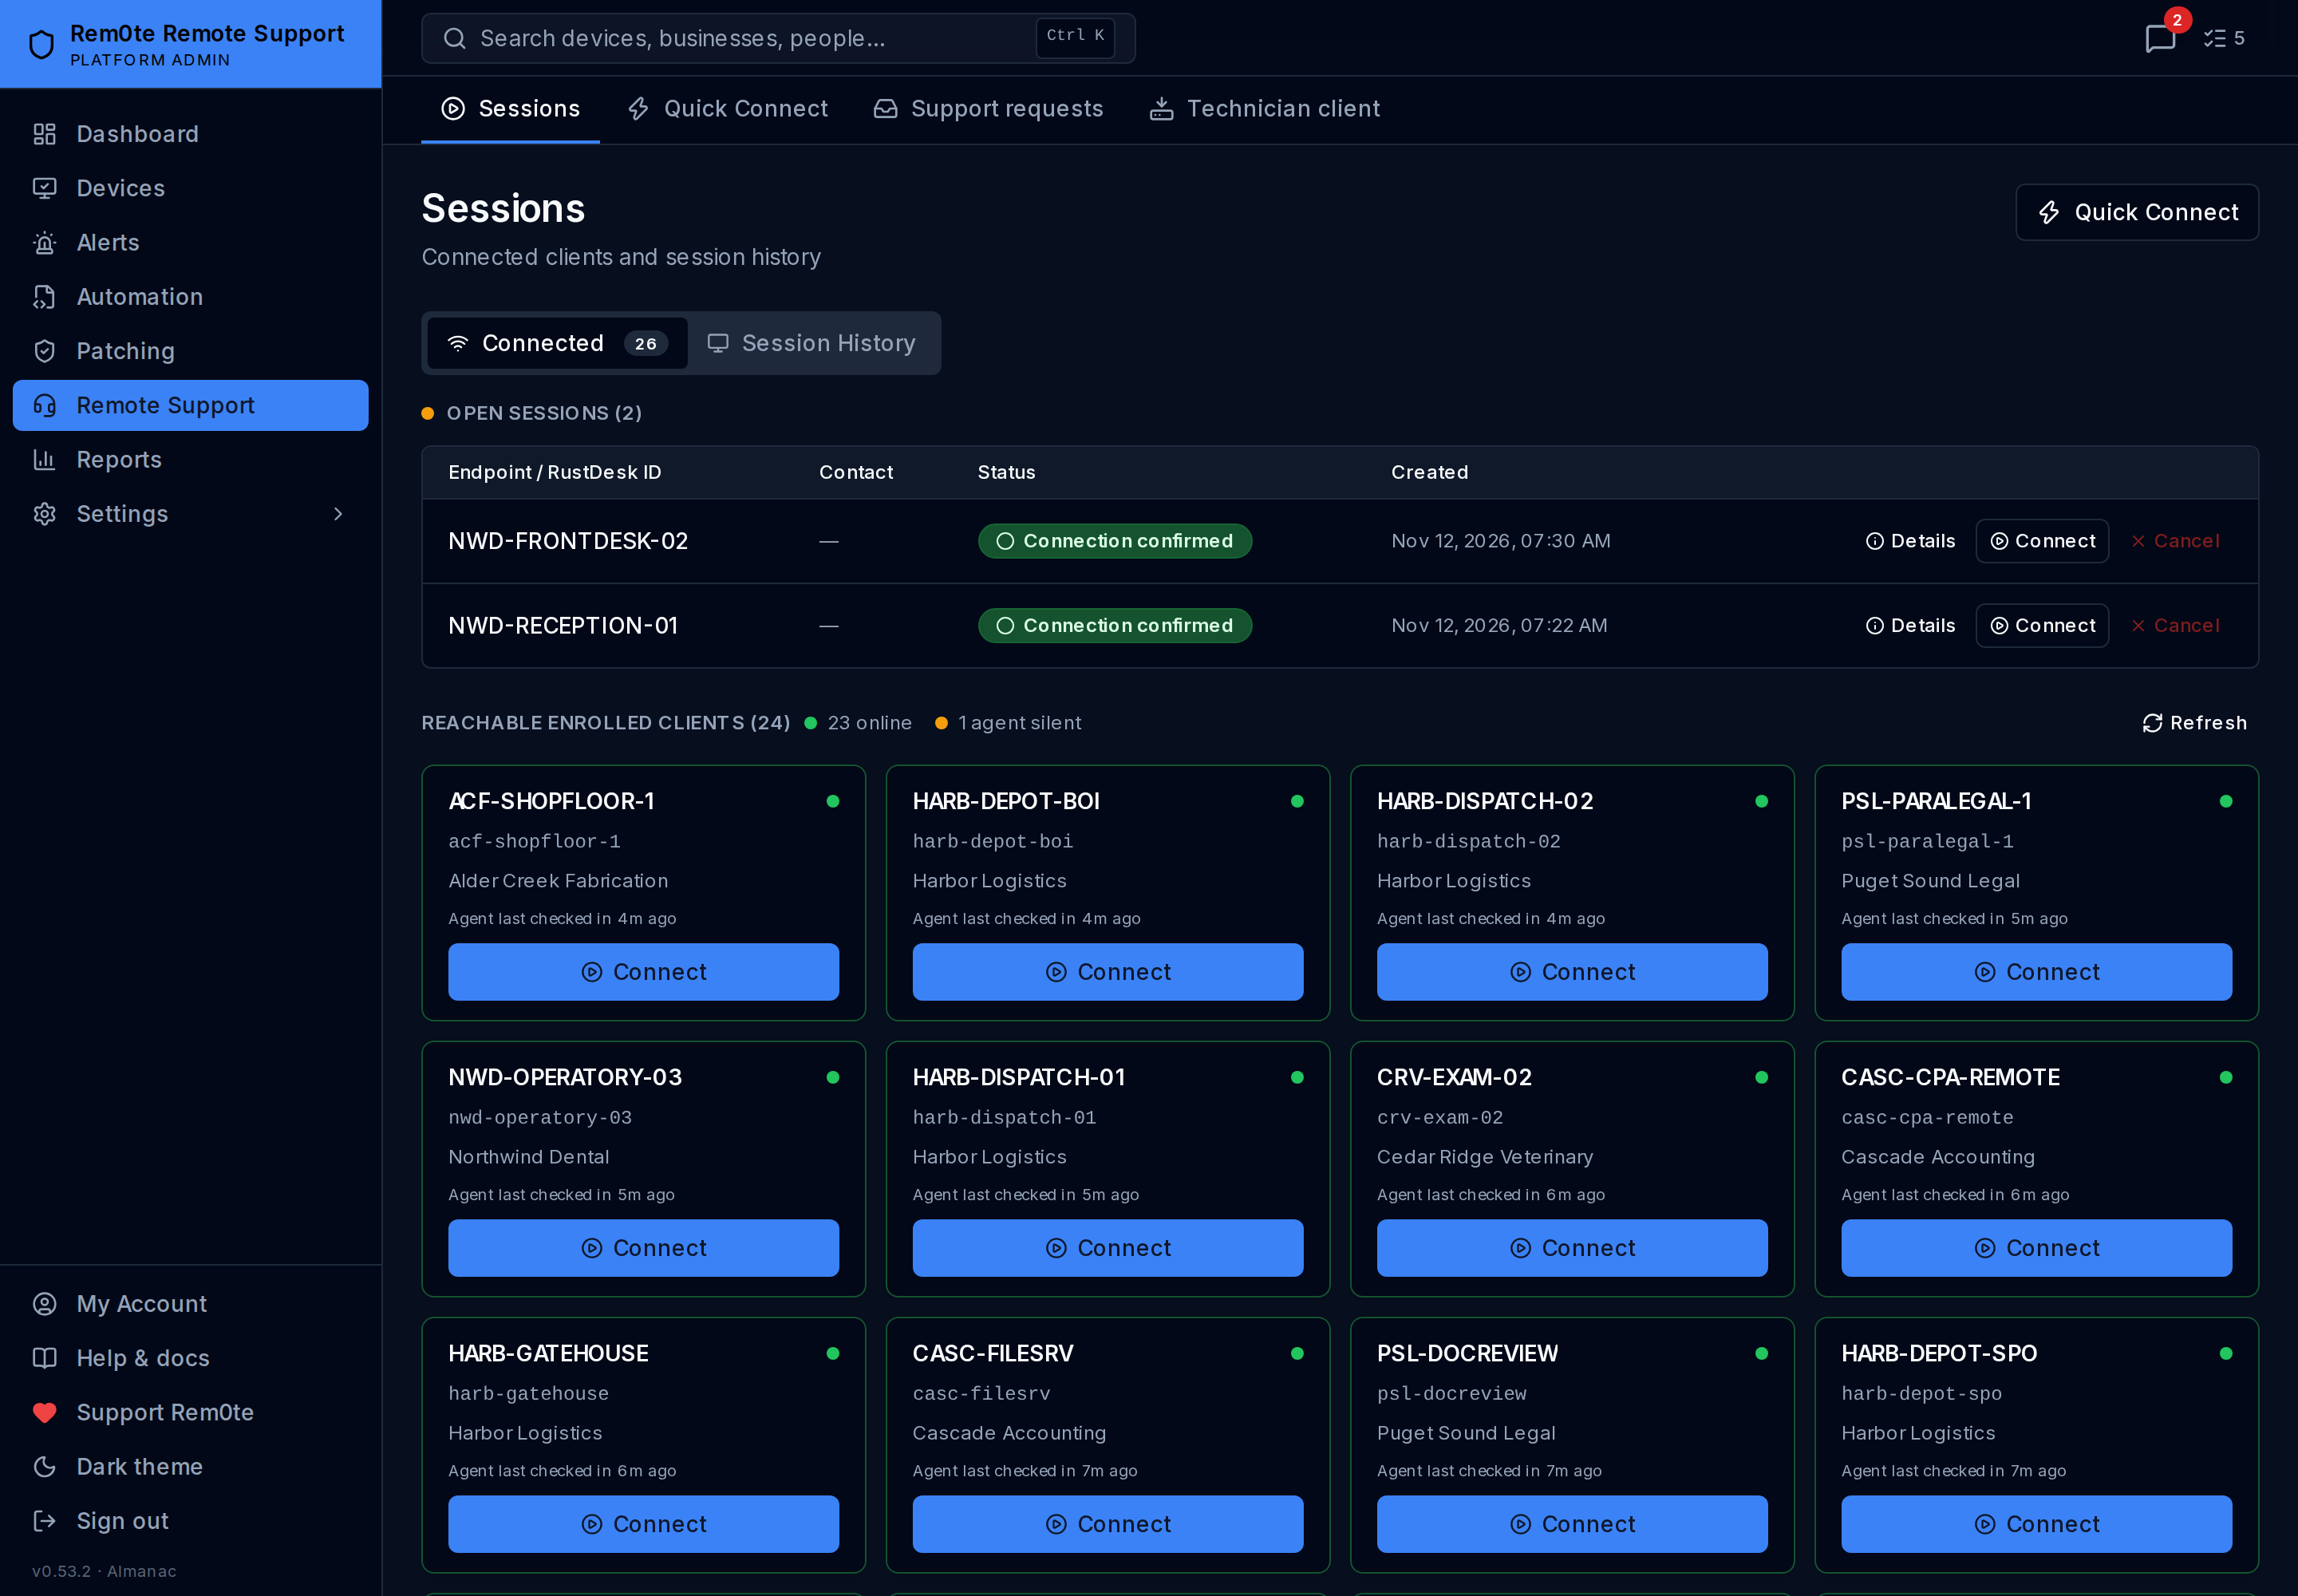 Rem0te Remote Support
PLATFORM ADMIN
Dashboard
Devices
Alerts
Automation
Patching
Remote Support
Reports
Settings
My Account
Help & docs
Support Rem0te
Dark theme
Sign out
v0.53.2 · Almanac
Search devices, businesses, people... Ctrl K
2
5
Sessions Quick Connect Support requests Technician client
Sessions
Connected clients and session history
Quick Connect
Connected 26 Session History
OPEN SESSIONS (2)
Endpoint / RustDesk ID Contact Status Created
NWD-FRONTDESK-02 — Connection confirmed Nov 12, 2026, 07:30 AM Details Connect Cancel
NWD-RECEPTION-01 — Connection confirmed Nov 12, 2026, 07:22 AM Details Connect Cancel
REACHABLE ENROLLED CLIENTS (24) 23 online 1 agent silent Refresh
ACF-SHOPFLOOR-1
acf-shopfloor-1
Alder Creek Fabrication
Agent last checked in 4m ago
Connect
HARB-DEPOT-BOI
harb-depot-boi
Harbor Logistics
Agent last checked in 4m ago
Connect
HARB-DISPATCH-02
harb-dispatch-02
Harbor Logistics
Agent last checked in 4m ago
Connect
PSL-PARALEGAL-1
psl-paralegal-1
Puget Sound Legal
Agent last checked in 5m ago
Connect
NWD-OPERATORY-03
nwd-operatory-03
Northwind Dental
Agent last checked in 5m ago
Connect
HARB-DISPATCH-01
harb-dispatch-01
Harbor Logistics
Agent last checked in 5m ago
Connect
CRV-EXAM-02
crv-exam-02
Cedar Ridge Veterinary
Agent last checked in 6m ago
Connect
CASC-CPA-REMOTE
casc-cpa-remote
Cascade Accounting
Agent last checked in 6m ago
Connect
HARB-GATEHOUSE
harb-gatehouse
Harbor Logistics
Agent last checked in 6m ago
Connect
CASC-FILESRV
casc-filesrv
Cascade Accounting
Agent last checked in 7m ago
Connect
PSL-DOCREVIEW
psl-docreview
Puget Sound Legal
Agent last checked in 7m ago
Connect
HARB-DEPOT-SPO
harb-depot-spo
Harbor Logistics
Agent last checked in 7m ago
Connect